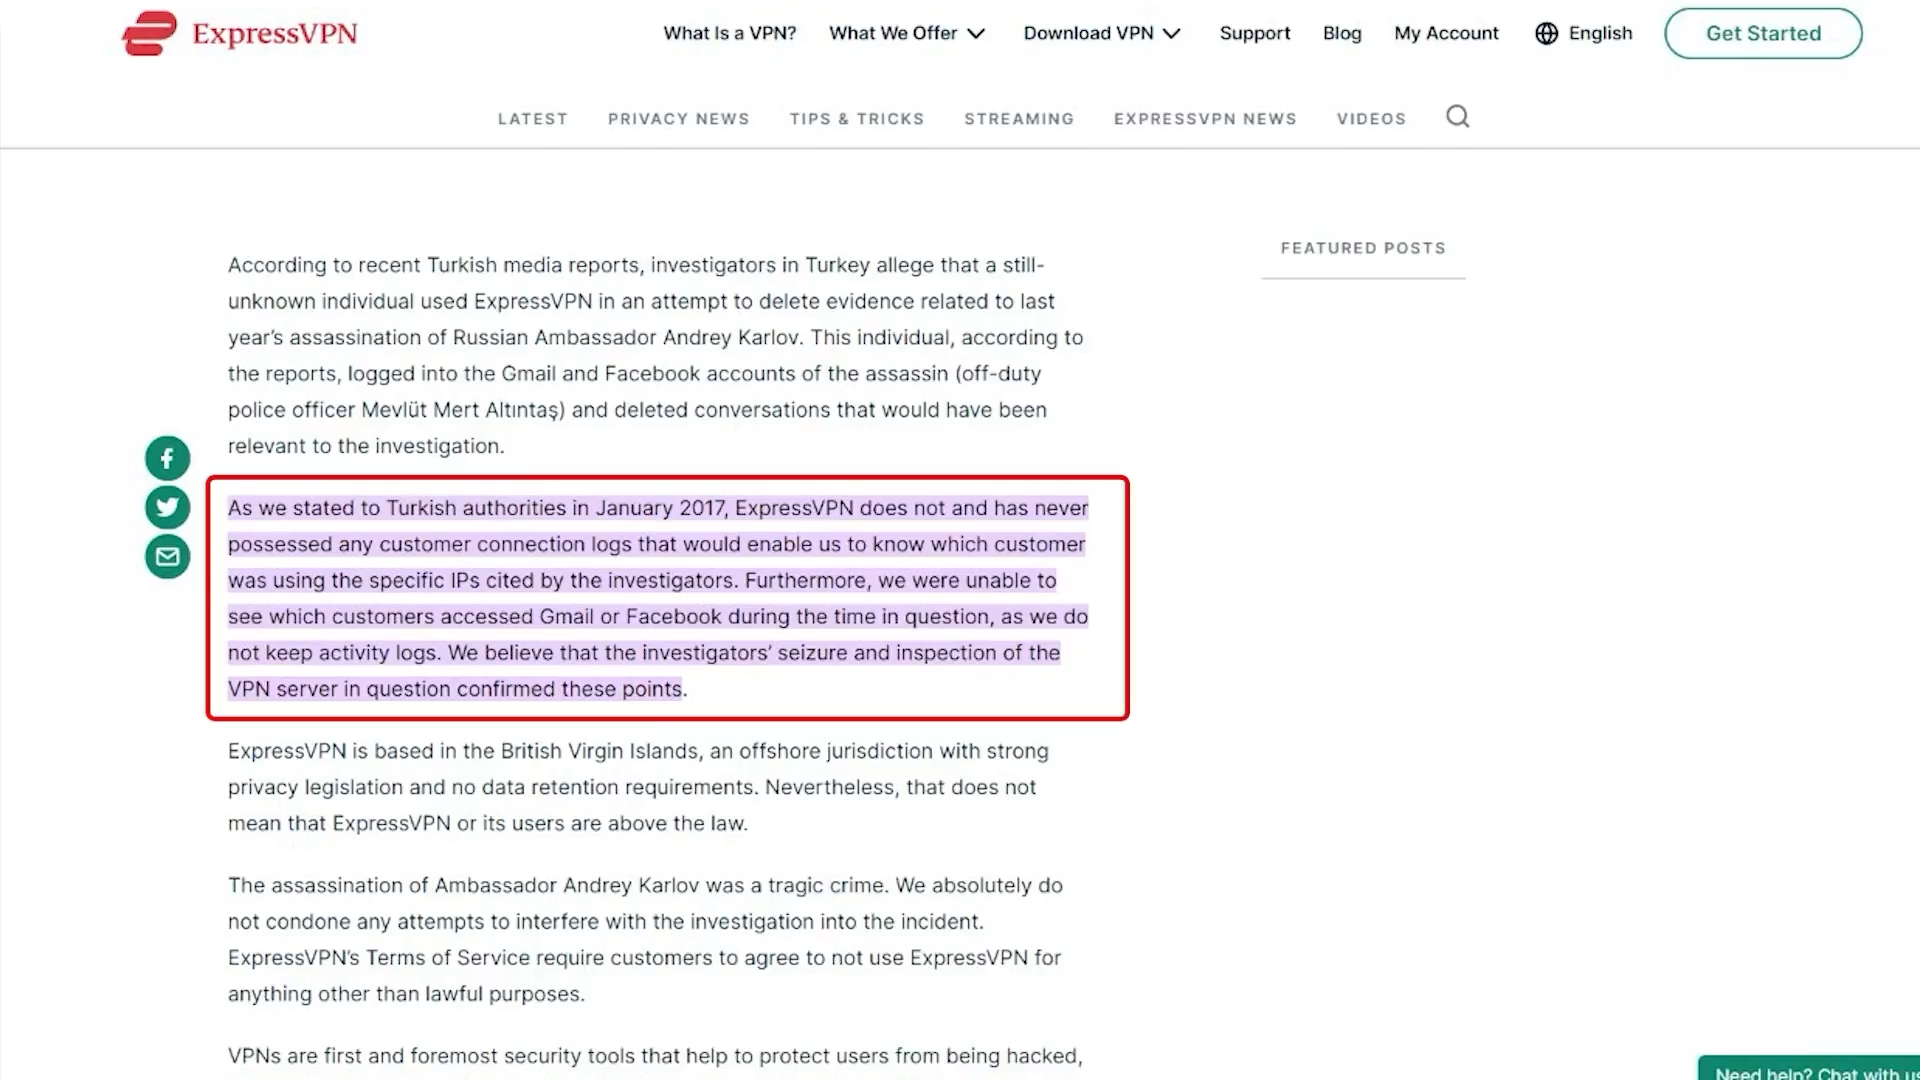 ExpressVPN
What Is a VPN? What We Offer Download VPN Support Blog My Account English Get Started
LATEST PRIVACY NEWS TIPS & TRICKS STREAMING EXPRESSVPN NEWS VIDEOS
FEATURED POSTS
According to recent Turkish media reports, investigators in Turkey allege that a still-
unknown individual used ExpressVPN in an attempt to delete evidence related to last
year’s assassination of Russian Ambassador Andrey Karlov. This individual, according to
the reports, logged into the Gmail and Facebook accounts of the assassin (off-duty
police officer Mevlüt Mert Altıntaş) and deleted conversations that would have been
relevant to the investigation.
As we stated to Turkish authorities in January 2017, ExpressVPN does not and has never
possessed any customer connection logs that would enable us to know which customer
was using the specific IPs cited by the investigators. Furthermore, we were unable to
see which customers accessed Gmail or Facebook during the time in question, as we do
not keep activity logs. We believe that the investigators’ seizure and inspection of the
VPN server in question confirmed these points.
ExpressVPN is based in the British Virgin Islands, an offshore jurisdiction with strong
privacy legislation and no data retention requirements. Nevertheless, that does not
mean that ExpressVPN or its users are above the law.
The assassination of Ambassador Andrey Karlov was a tragic crime. We absolutely do
not condone any attempts to interfere with the investigation into the incident.
ExpressVPN’s Terms of Service require customers to agree to not use ExpressVPN for
anything other than lawful purposes.
VPNs are first and foremost security tools that help to protect users from being hacked,
Need help? Chat with us